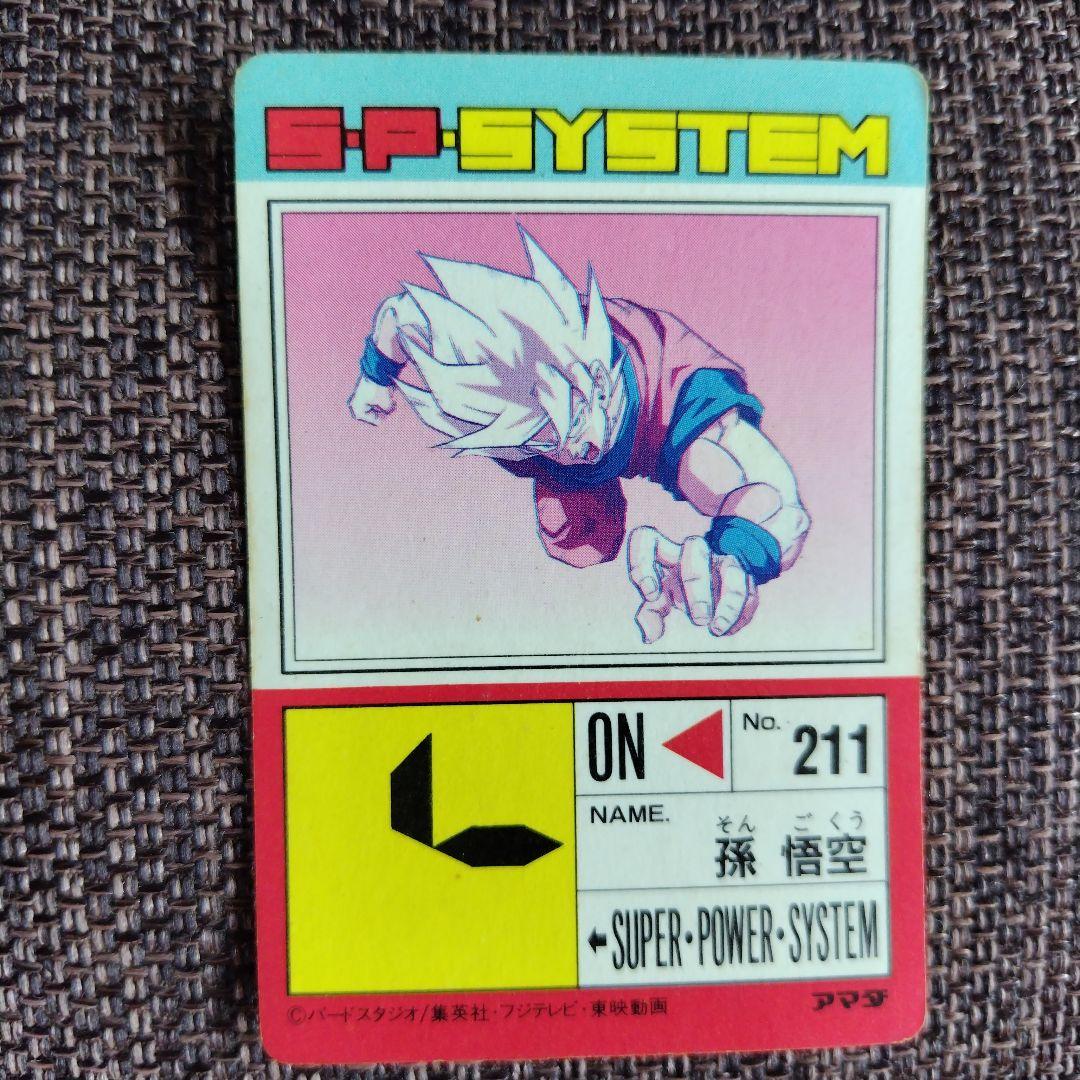 S·P·SYSTEM
ON
No. 211
NAME.
そん ご くう
孫 悟空
←SUPER·POWER·SYSTEM
アマダ
©バードスタジオ/集英社・フジテレビ・東映動画